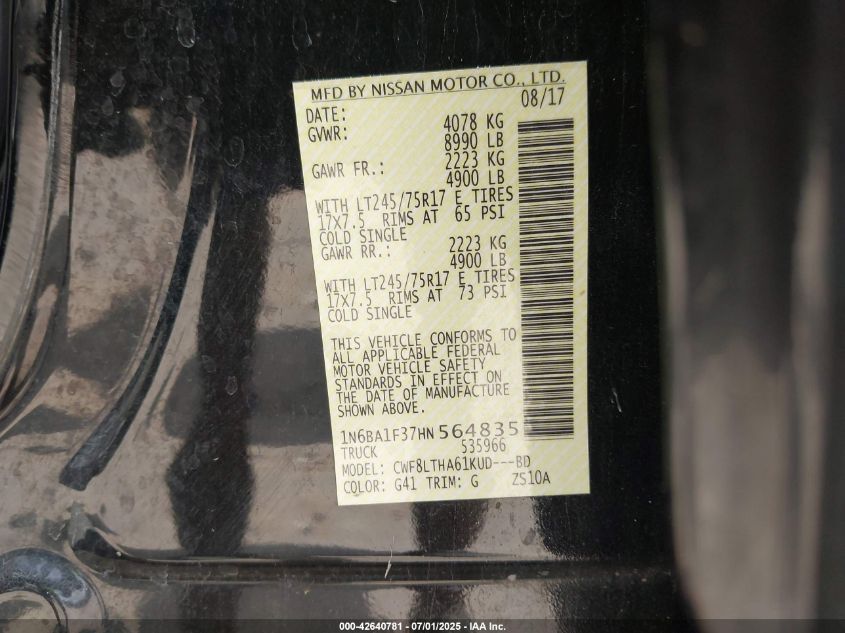 MFD BY NISSAN MOTOR CO., LTD.
DATE: 08/17
GVWR: 4078 KG
8990 LB
GAWR FR.: 2223 KG
4900 LB
WITH LT245/75R17 E TIRES
17X7.5 RIMS AT 65 PSI
COLD SINGLE
GAWR RR.: 2223 KG
4900 LB
WITH LT245/75R17 E TIRES
17X7.5 RIMS AT 73 PSI
COLD SINGLE
THIS VEHICLE CONFORMS TO
ALL APPLICABLE FEDERAL
MOTOR VEHICLE SAFETY
STANDARDS IN EFFECT ON
THE DATE OF MANUFACTURE
SHOWN ABOVE.
1N6BA1F37HN564835
TRUCK 535966
MODEL: CWF8LTHA61KUD---BD
COLOR: G41 TRIM: G ZS10A
000-42640781 - 07/01/2025 - IAA Inc.